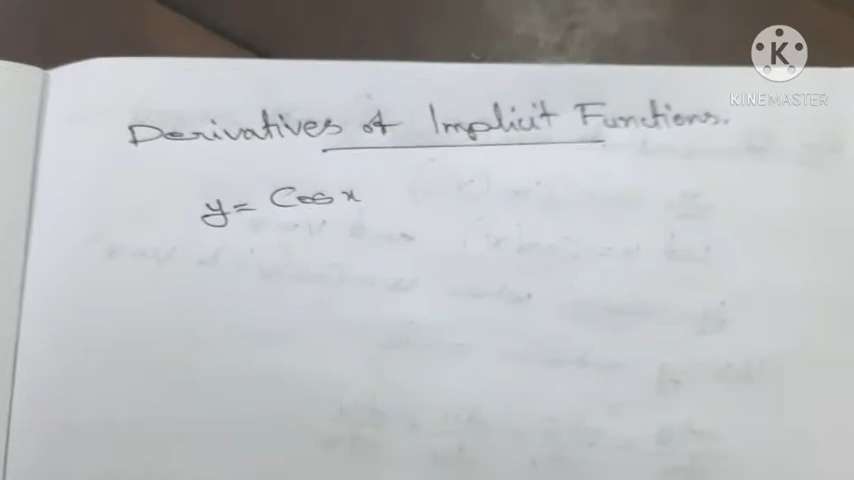 K
KINEMASTER
Derivatives of Implicit Functions.
y = Cos x